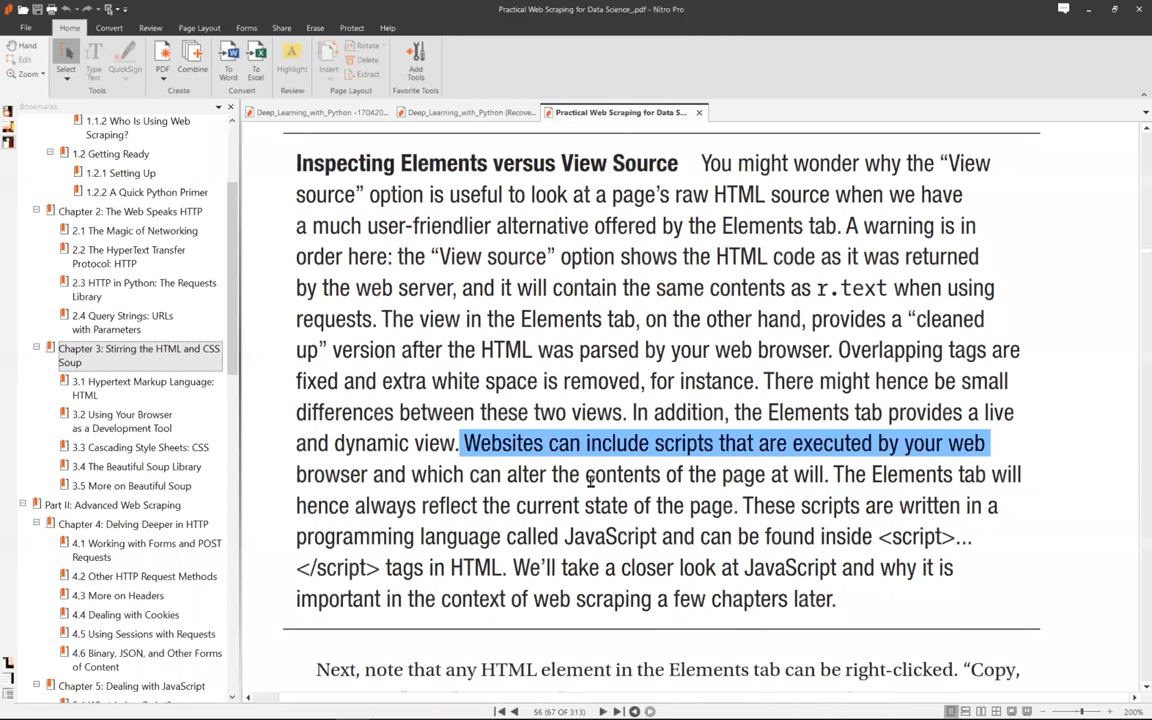 Practical Web Scraping for Data Science_.pdf - Nitro Pro
File Home Convert Review Page Layout Forms Share Erase Protect Help
Hand
Edit
Zoom
Select
Type Text
QuickSign
Tools
PDF
Combine
Create
To Word
To Excel
Convert
Highlight
Review
Insert
Rotate
Delete
Extract
Page Layout
Add Tools
Favorite Tools
Bookmarks
Deep_Learning_with_Python -170420...
Deep_Learning_with_Python (Recove...
Practical Web Scraping for Data S...
1.1.2 Who Is Using Web
Scraping?
1.2 Getting Ready
1.2.1 Setting Up
1.2.2 A Quick Python Primer
Chapter 2: The Web Speaks HTTP
2.1 The Magic of Networking
2.2 The HyperText Transfer
Protocol: HTTP
2.3 HTTP in Python: The Requests
Library
2.4 Query Strings: URLs
with Parameters
Chapter 3: Stirring the HTML and CSS
Soup
3.1 Hypertext Markup Language:
HTML
3.2 Using Your Browser
as a Development Tool
3.3 Cascading Style Sheets: CSS
3.4 The Beautiful Soup Library
3.5 More on Beautiful Soup
Part II: Advanced Web Scraping
Chapter 4: Delving Deeper in HTTP
4.1 Working with Forms and POST
Requests
4.2 Other HTTP Request Methods
4.3 More on Headers
4.4 Dealing with Cookies
4.5 Using Sessions with Requests
4.6 Binary, JSON, and Other Forms
of Content
Chapter 5: Dealing with JavaScript
Inspecting Elements versus View Source You might wonder why the “View
source” option is useful to look at a page’s raw HTML source when we have
a much user-friendlier alternative offered by the Elements tab. A warning is in
order here: the “View source” option shows the HTML code as it was returned
by the web server, and it will contain the same contents as r.text when using
requests. The view in the Elements tab, on the other hand, provides a “cleaned
up” version after the HTML was parsed by your web browser. Overlapping tags are
fixed and extra white space is removed, for instance. There might hence be small
differences between these two views. In addition, the Elements tab provides a live
and dynamic view. Websites can include scripts that are executed by your web
browser and which can alter the contents of the page at will. The Elements tab will
hence always reflect the current state of the page. These scripts are written in a
programming language called JavaScript and can be found inside <script>...
</script> tags in HTML. We’ll take a closer look at JavaScript and why it is
important in the context of web scraping a few chapters later.
Next, note that any HTML element in the Elements tab can be right-clicked. “Copy,
56 (67 OF 313)
200%